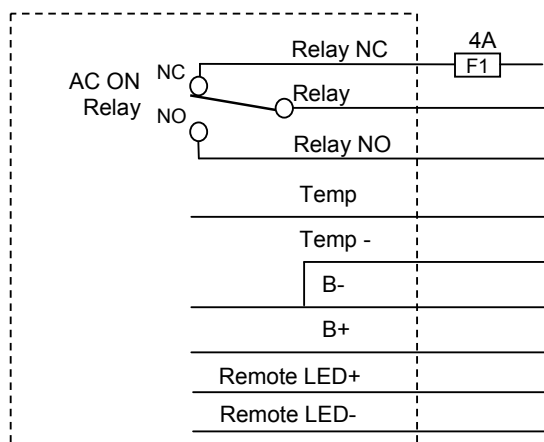 4A
Relay NC
F1
AC ON
Relay
NC
Relay
NO
Relay NO
Temp
Temp -
B-
B+
Remote LED+
Remote LED-